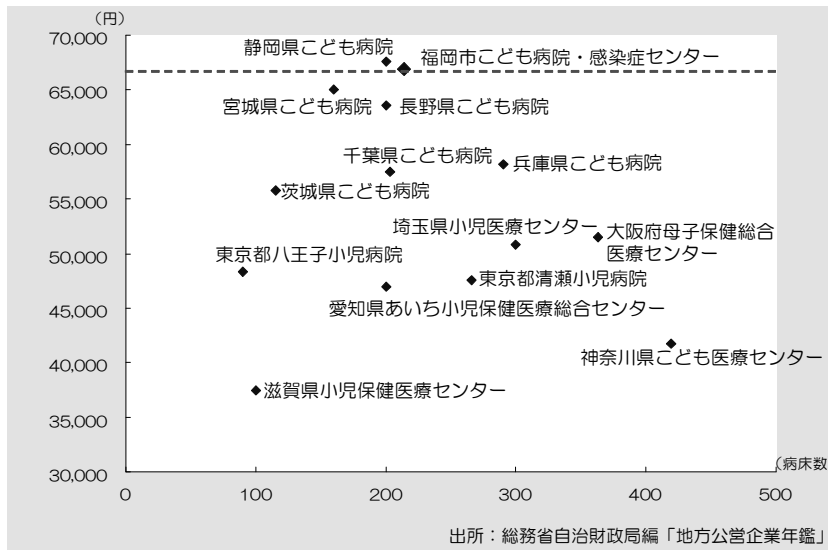 （円）
70,000
65,000
60,000
55,000
50,000
45,000
40,000
35,000
30,000
静岡県こども病院
福岡市こども病院・感染症センター
宮城県こども病院
長野県こども病院
千葉県こども病院
兵庫県こども病院
茨城県こども病院
埼玉県小児医療センター
大阪府母子保健総合
医療センター
東京都八王子小児病院
東京都清瀬小児病院
愛知県あいち小児保健医療総合センター
神奈川県こども医療センター
滋賀県小児保健医療センター
（病床数
0
100
200
300
400
500
出所：総務省自治財政局編「地方公営企業年鑑」